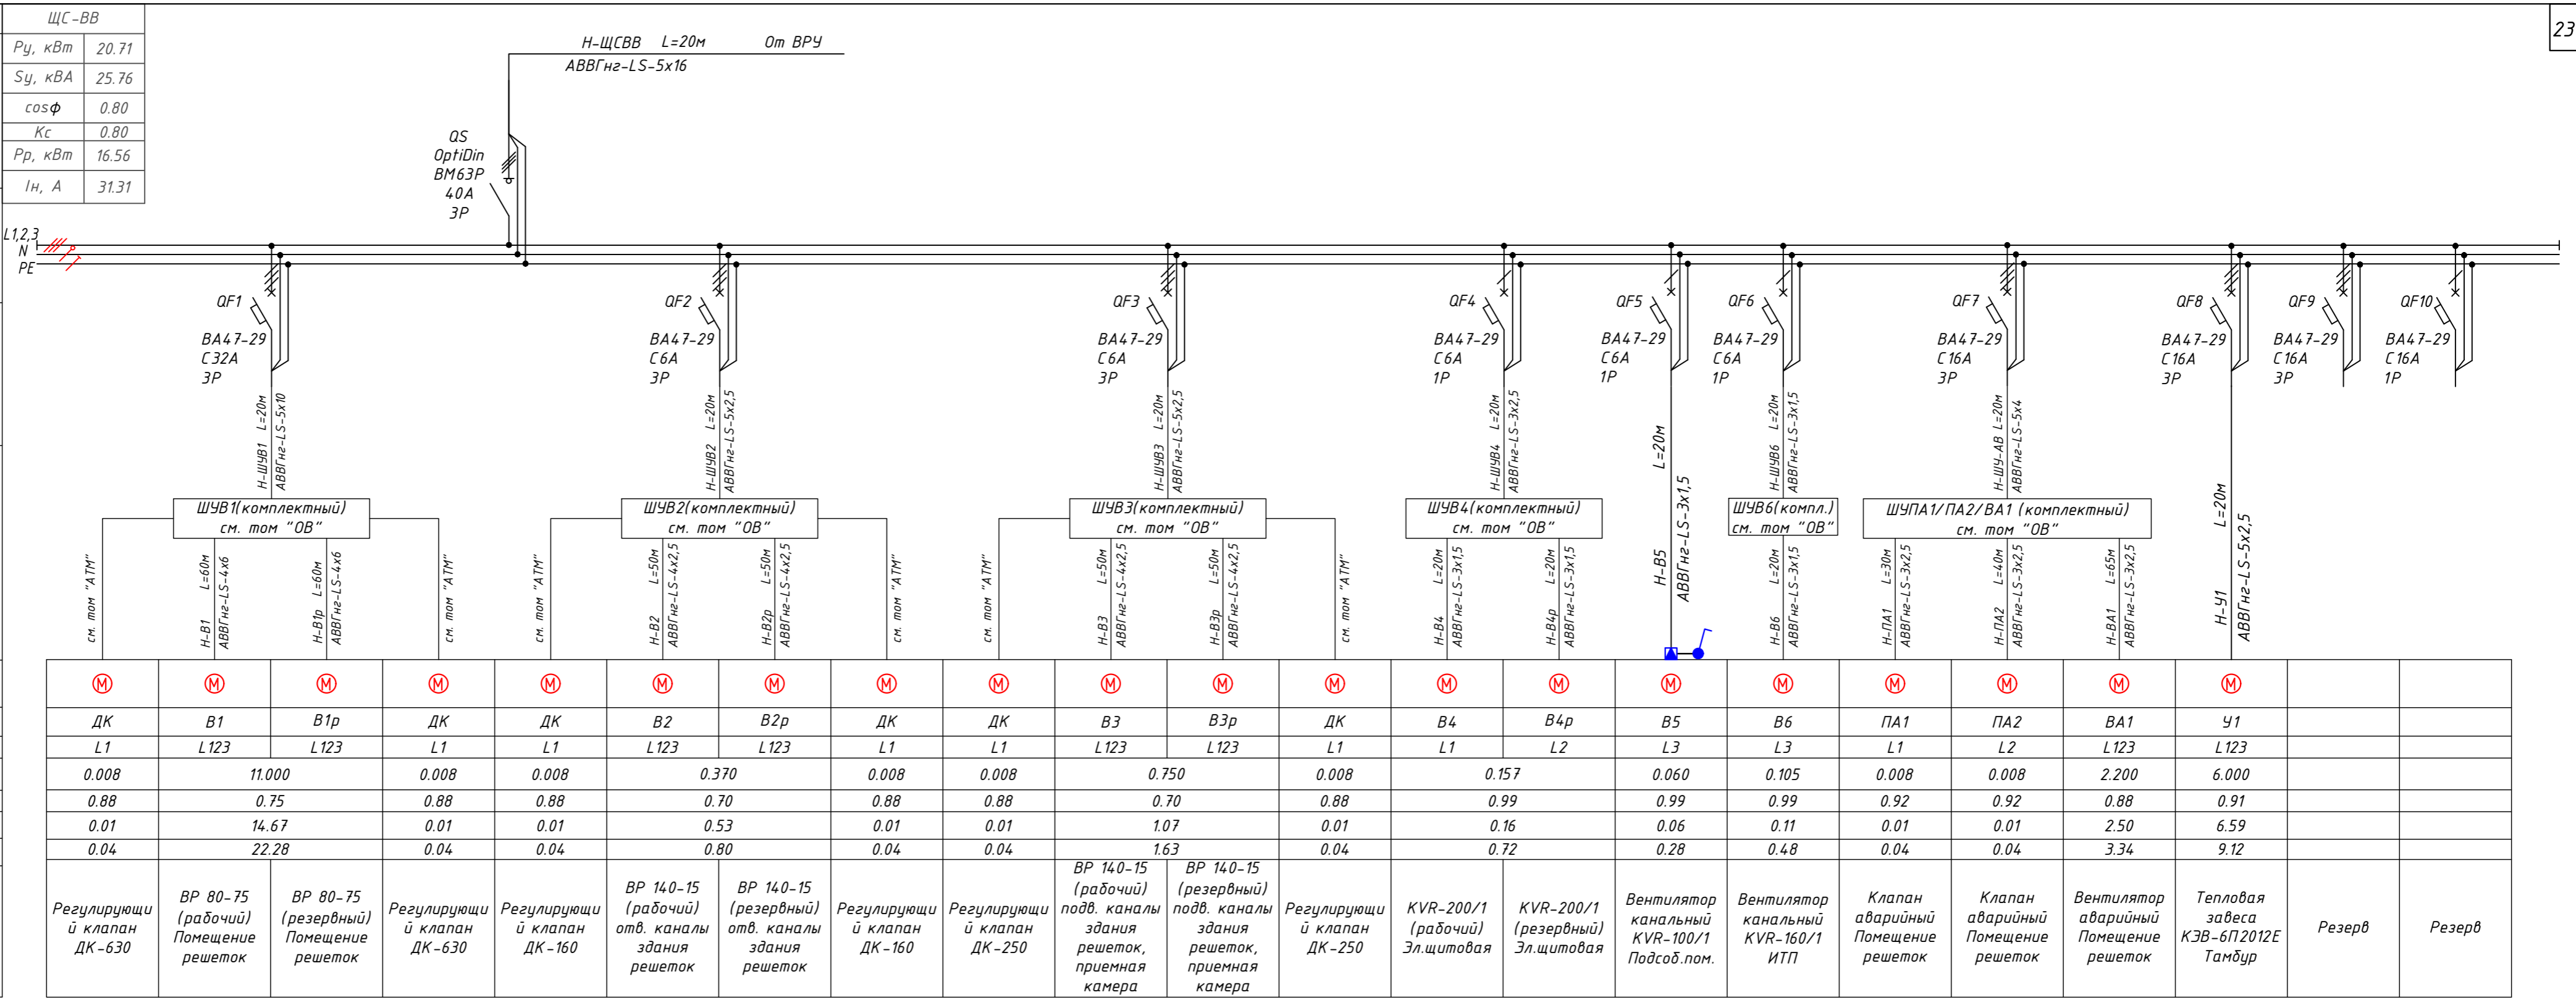 ЩС-ВВ
Ру, кВт 20.71
Sу, кВА 25.76
cosф 0.80
Кс 0.80
Рр, кВт 16.56
Iн, А 31.31
23
Н-ЩСВВ L=20м От ВРУ
АВВГнг-LS-5х16
QS
OptiDin
ВМ63Р
40А
3Р
L1,2,3
N
PE
QF1
ВА47-29
С32А
3Р
QF2
ВА47-29
С6А
3Р
QF3
ВА47-29
С6А
3Р
QF4
ВА47-29
С6А
1Р
QF5
ВА47-29
С6А
1Р
QF6
ВА47-29
С6А
1Р
QF7
ВА47-29
С16А
3Р
QF8
ВА47-29
С16А
3Р
QF9
ВА47-29
С16А
3Р
QF10
ВА47-29
С16А
1Р
Н-ШУВ1 L=20м
АВВГнг-LS-5х10
Н-ШУВ2 L=20м
АВВГнг-LS-5х2,5
Н-ШУВ3 L=20м
АВВГнг-LS-5х2,5
Н-ШУВ4 L=20м
АВВГнг-LS-3х2,5
Н-В5 L=20м
АВВГнг-LS-3х1,5
Н-ШУВ6 L=20м
АВВГнг-LS-3х1,5
Н-ШУ-АВ L=20м
АВВГнг-LS-5х4
Н-У1 L=20м
АВВГнг-LS-5х2,5
ШУВ1(комплектный)
см. том "ОВ"
ШУВ2(комплектный)
см. том "ОВ"
ШУВ3(комплектный)
см. том "ОВ"
ШУВ4(комплектный)
см. том "ОВ"
ШУВ6(компл.)
см. том "ОВ"
ШУПА1/ПА2/ВА1 (комплектный)
см. том "ОВ"
см. том "АТМ"
Н-В1 L=60м
АВВГнг-LS-4х6
Н-В1р L=60м
АВВГнг-LS-4х6
см. том "АТМ"
см. том "АТМ"
Н-В2 L=50м
АВВГнг-LS-4х2,5
Н-В2р L=50м
АВВГнг-LS-4х2,5
см. том "АТМ"
см. том "АТМ"
Н-В3 L=50м
АВВГнг-LS-4х2,5
Н-В3р L=50м
АВВГнг-LS-4х2,5
см. том "АТМ"
Н-В4 L=20м
АВВГнг-LS-3х1,5
Н-В4р L=20м
АВВГнг-LS-3х1,5
Н-В6 L=20м
АВВГнг-LS-3х1,5
Н-ПА1 L=30м
АВВГнг-LS-3х2,5
Н-ПА2 L=40м
АВВГнг-LS-3х2,5
Н-ВА1 L=65м
АВВГнг-LS-3х2,5
М М М М М М М М М М М М М М М М М М М М
ДК В1 В1р ДК ДК В2 В2р ДК ДК В3 В3р ДК В4 В4р В5 В6 ПА1 ПА2 ВА1 У1
L1 L123 L123 L1 L1 L123 L123 L1 L1 L123 L123 L1 L1 L2 L3 L3 L1 L2 L123 L123
0.008 11.000 0.008 0.008 0.370 0.008 0.008 0.750 0.008 0.157 0.060 0.105 0.008 0.008 2.200 6.000
0.88 0.75 0.88 0.88 0.70 0.88 0.88 0.70 0.88 0.99 0.99 0.99 0.92 0.92 0.88 0.91
0.01 14.67 0.01 0.01 0.53 0.01 0.01 1.07 0.01 0.16 0.06 0.11 0.01 0.01 2.50 6.59
0.04 22.28 0.04 0.04 0.80 0.04 0.04 1.63 0.04 0.72 0.28 0.48 0.04 0.04 3.34 9.12
Регулирующи
й клапан
ДК-630
ВР 80-75
(рабочий)
Помещение
решеток
ВР 80-75
(резервный)
Помещение
решеток
Регулирующи
й клапан
ДК-630
Регулирующи
й клапан
ДК-160
ВР 140-15
(рабочий)
отв. каналы
здания
решеток
ВР 140-15
(резервный)
отв. каналы
здания
решеток
Регулирующи
й клапан
ДК-160
Регулирующи
й клапан
ДК-250
ВР 140-15
(рабочий)
подв. каналы
здания
решеток,
приемная
камера
ВР 140-15
(резервный)
подв. каналы
здания
решеток,
приемная
камера
Регулирующи
й клапан
ДК-250
KVR-200/1
(рабочий)
Эл.щитовая
KVR-200/1
(резервный)
Эл.щитовая
Вентилятор
канальный
KVR-100/1
Подсоб.пом.
Вентилятор
канальный
KVR-160/1
ИТП
Клапан
аварийный
Помещение
решеток
Клапан
аварийный
Помещение
решеток
Вентилятор
аварийный
Помещение
решеток
Тепловая
завеса
КЭВ-6П2012Е
Тамбур
Резерв
Резерв